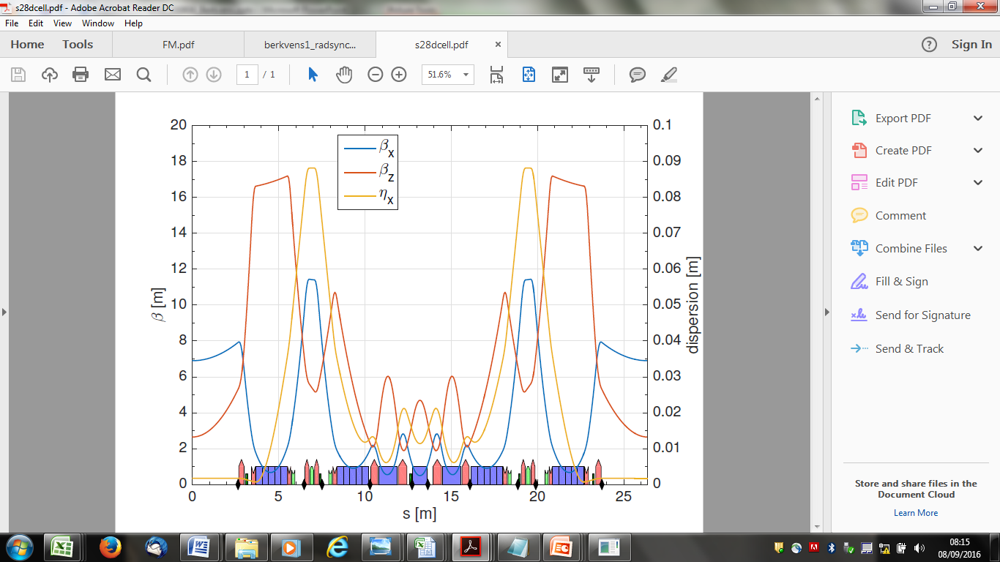 s28dcell.pdf - Adobe Acrobat Reader DC
File Edit View Window Help
Home Tools FM.pdf berkvens1_radsync... s28dcell.pdf × Sign In
1 / 1 51.6%
20
18
16
14
12
10
8
6
4
2
0
β [m]
βx
βz
ηx
0.1
0.09
0.08
0.07
0.06
0.05
0.04
0.03
0.02
0.01
0
dispersion [m]
0 5 10 15 20 25
s [m]
Export PDF
Create PDF
Edit PDF
Comment
Combine Files
Fill & Sign
Send for Signature
Send & Track
Store and share files in the
Document Cloud
Learn More
08:15
08/09/2016